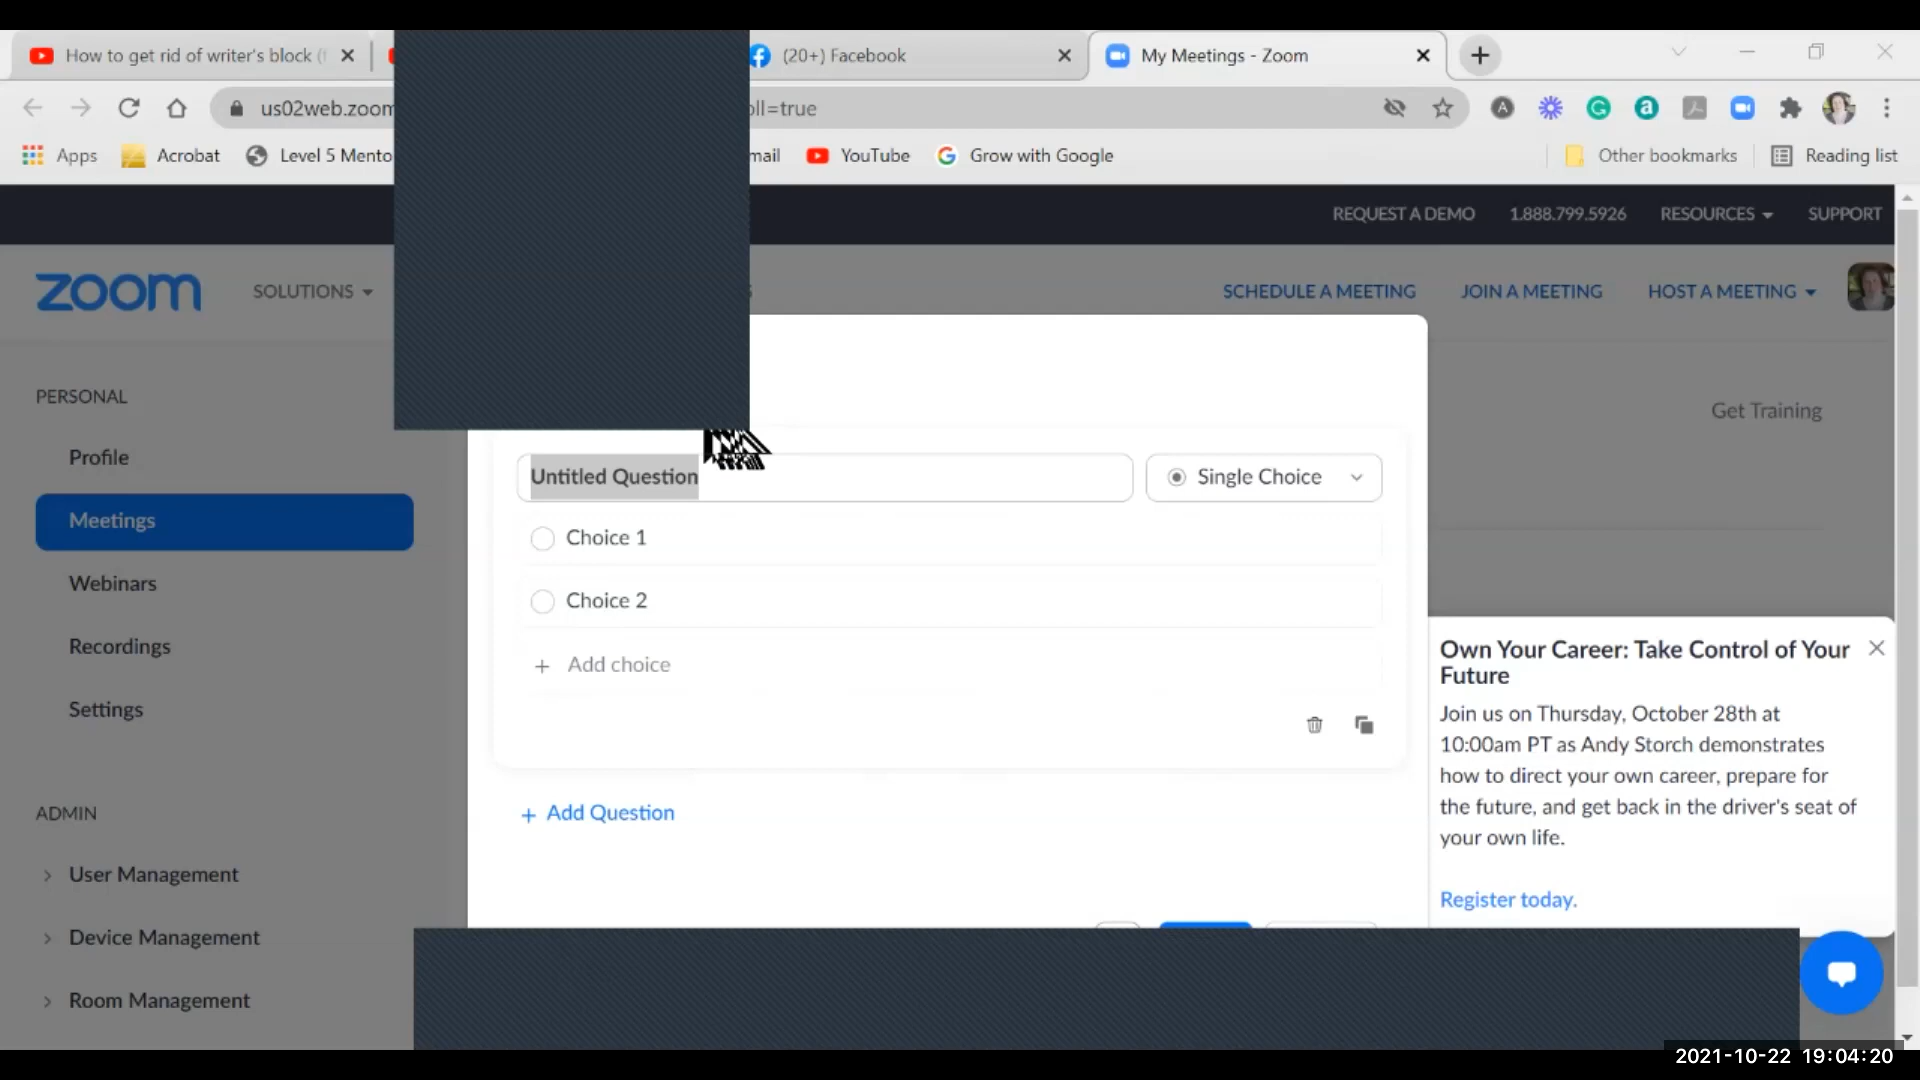 How to get rid of writer's block (
(20+) Facebook
My Meetings - Zoom
us02web.zoom
oll=true
Apps
Acrobat
Level 5 Mento
mail
YouTube
Grow with Google
Other bookmarks
Reading list
REQUEST A DEMO
1.888.799.5926
RESOURCES
SUPPORT
zoom
SOLUTIONS
SCHEDULE A MEETING
JOIN A MEETING
HOST A MEETING
PERSONAL
Profile
Meetings
Webinars
Recordings
Settings
ADMIN
User Management
Device Management
Room Management
Get Training
Untitled Question
Single Choice
Choice 1
Choice 2
+ Add choice
+ Add Question
Own Your Career: Take Control of Your
Future
Join us on Thursday, October 28th at
10:00am PT as Andy Storch demonstrates
how to direct your own career, prepare for
the future, and get back in the driver's seat of
your own life.
Register today.
2021-10-22 19:04:20